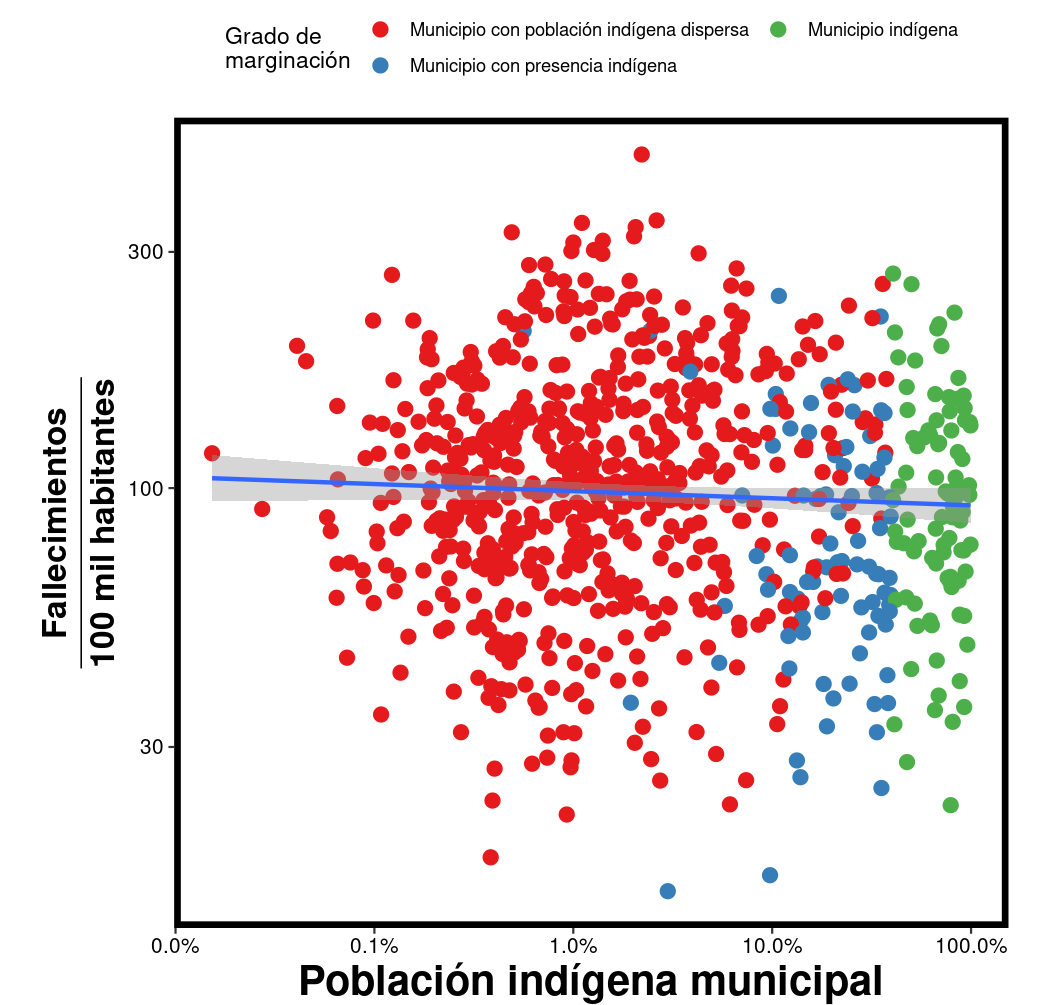 Grado de
marginación
Municipio con población indígena dispersa
Municipio indígena
Municipio con presencia indígena
Fallecimientos
100 mil habitantes
300
100
30
0.0%
0.1%
1.0%
10.0%
100.0%
Población indígena municipal